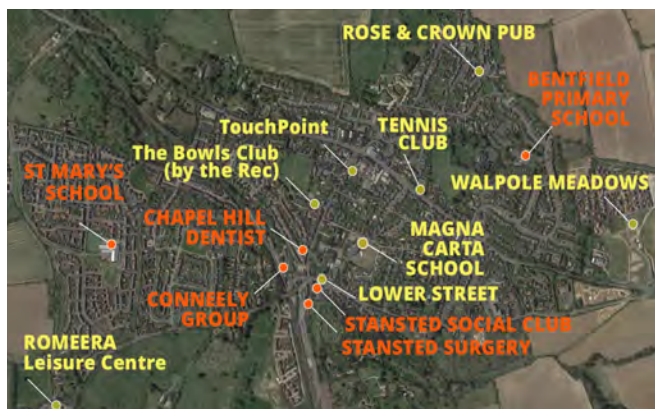 ROSE & CROWN PUB
BENTFIELD
PRIMARY
SCHOOL
TouchPoint
TENNIS
CLUB
The Bowls Club
(by the Rec)
ST MARY'S
SCHOOL
WALPOLE MEADOWS
CHAPEL HILL
DENTIST
MAGNA
CARTA
SCHOOL
CONNEELY
GROUP
LOWER STREET
STANSTED SOCIAL CLUB
STANSTED SURGERY
ROMEERA
Leisure Centre